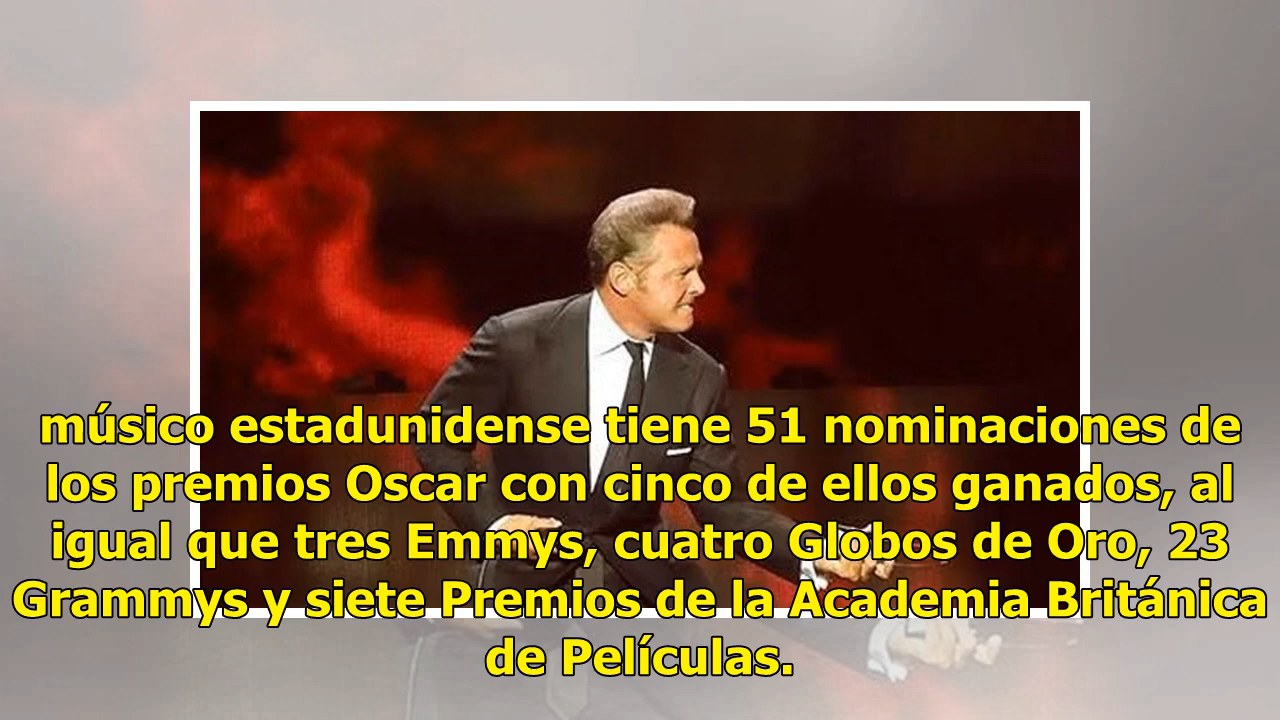 músico estadunidense tiene 51 nominaciones de
los premios Oscar con cinco de ellos ganados, al
igual que tres Emmys, cuatro Globos de Oro, 23
Grammys y siete Premios de la Academia Británica
de Películas.